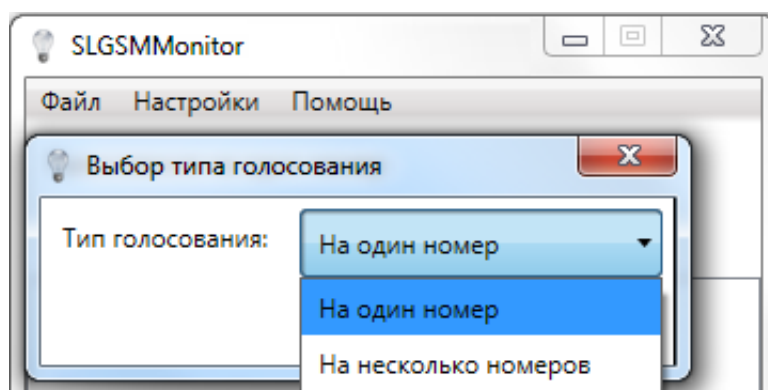 SLGSMMonitor
Файл Настройки Помощь
Выбор типа голосования
Тип голосования: На один номер
На один номер
На несколько номеров